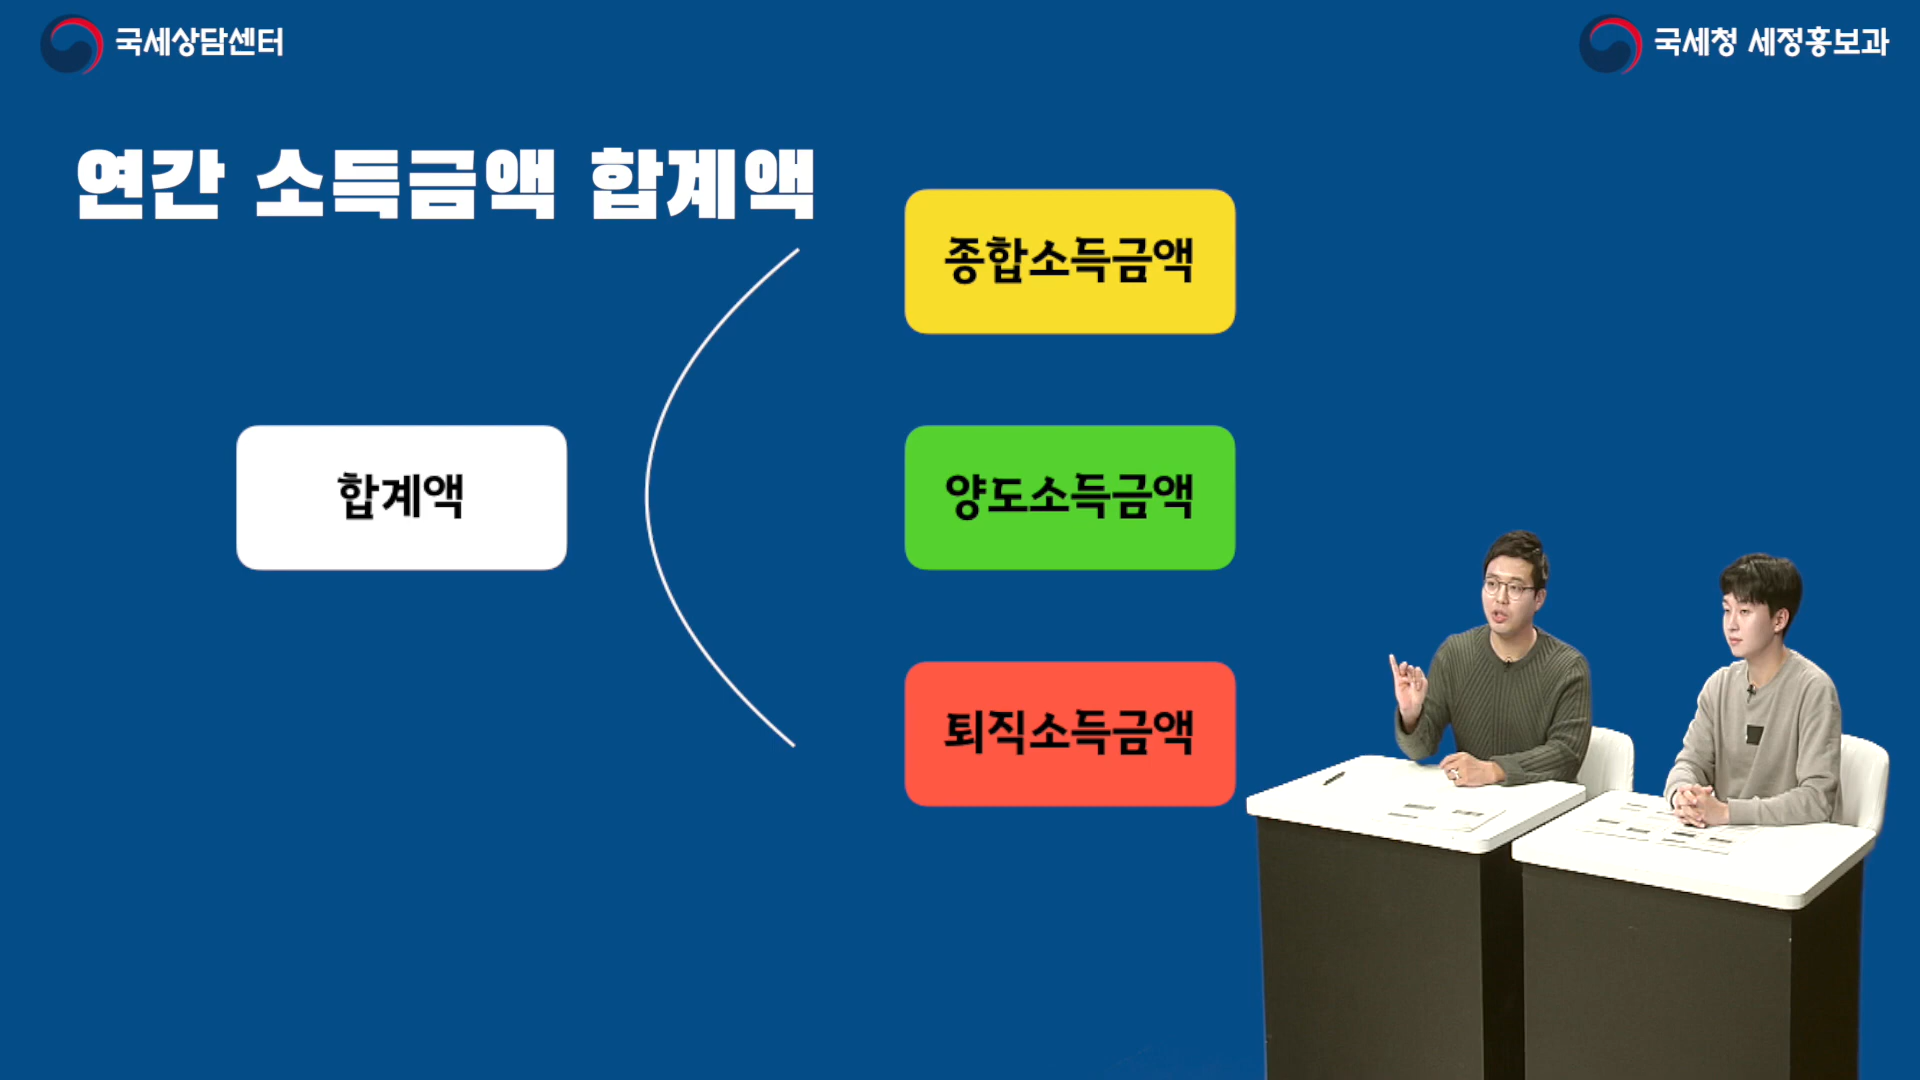 국세상담센터
국세청 세정홍보과
연간 소득금액 합계액
종합소득금액
합계액
양도소득금액
퇴직소득금액